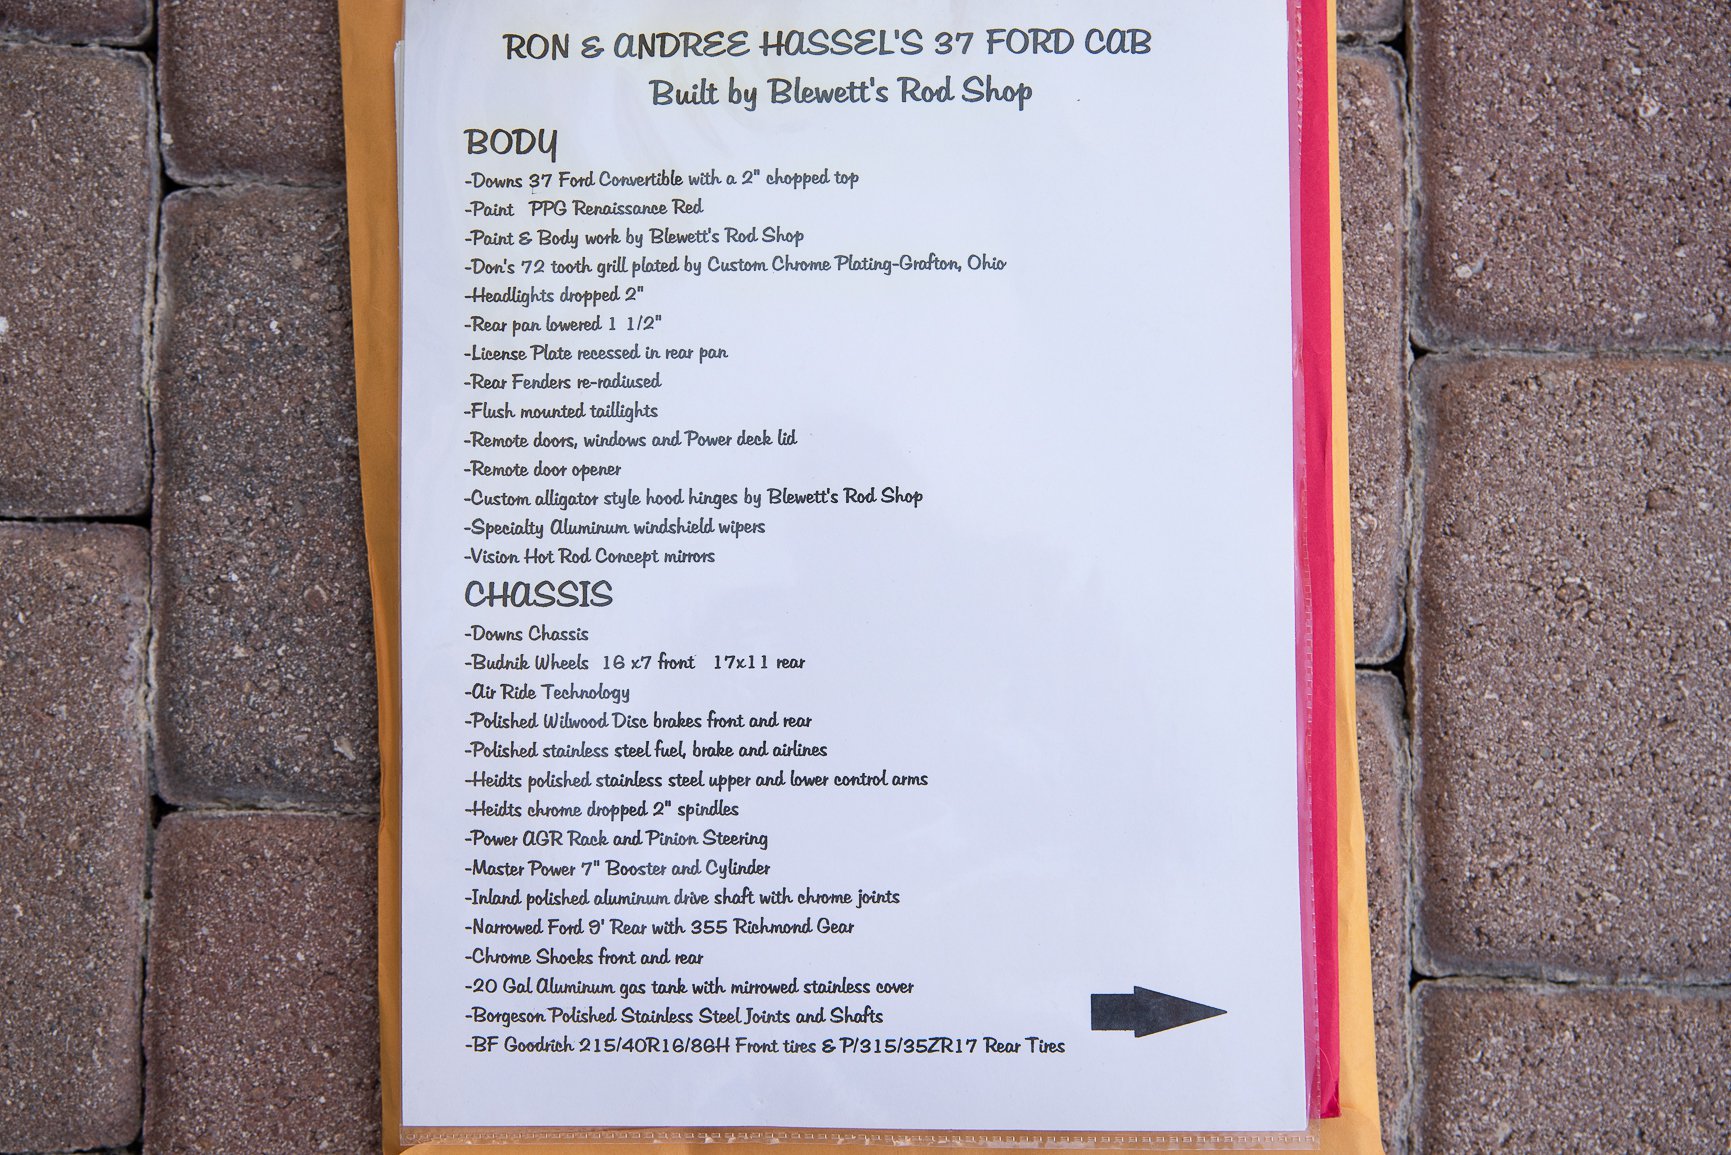 RON & ANDREE HASSEL'S 37 FORD CAB
Built by Blewett's Rod Shop
BODY
-Downs 37 Ford Convertible with a 2" chopped top
-Paint PPG Renaissance Red
-Paint & Body work by Blewett's Rod Shop
-Don's 72 tooth grill plated by Custom Chrome Plating-Grafton, Ohio
-Headlights dropped 2"
-Rear pan lowered 1 1/2"
-License Plate recessed in rear pan
-Rear Fenders re-radiused
-Flush mounted taillights
-Remote doors, windows and Power deck lid
-Remote door opener
-Custom alligator style hood hinges by Blewett's Rod Shop
-Specialty Aluminum windshield wipers
-Vision Hot Rod Concept mirrors
CHASSIS
-Downs Chassis
-Budnik Wheels 16 x7 front 17x11 rear
-Air Ride Technology
-Polished Wilwood Disc brakes front and rear
-Polished stainless steel fuel, brake and airlines
-Heidts polished stainless steel upper and lower control arms
-Heidts chrome dropped 2" spindles
-Power AGR Rack and Pinion Steering
-Master Power 7" Booster and Cylinder
-Inland polished aluminum drive shaft with chrome joints
-Narrowed Ford 9' Rear with 355 Richmond Gear
-Chrome Shocks front and rear
-20 Gal Aluminum gas tank with mirrowed stainless cover
-Borgeson Polished Stainless Steel Joints and Shafts
-BF Goodrich 215/40R16/86H Front tires & P/315/35ZR17 Rear Tires